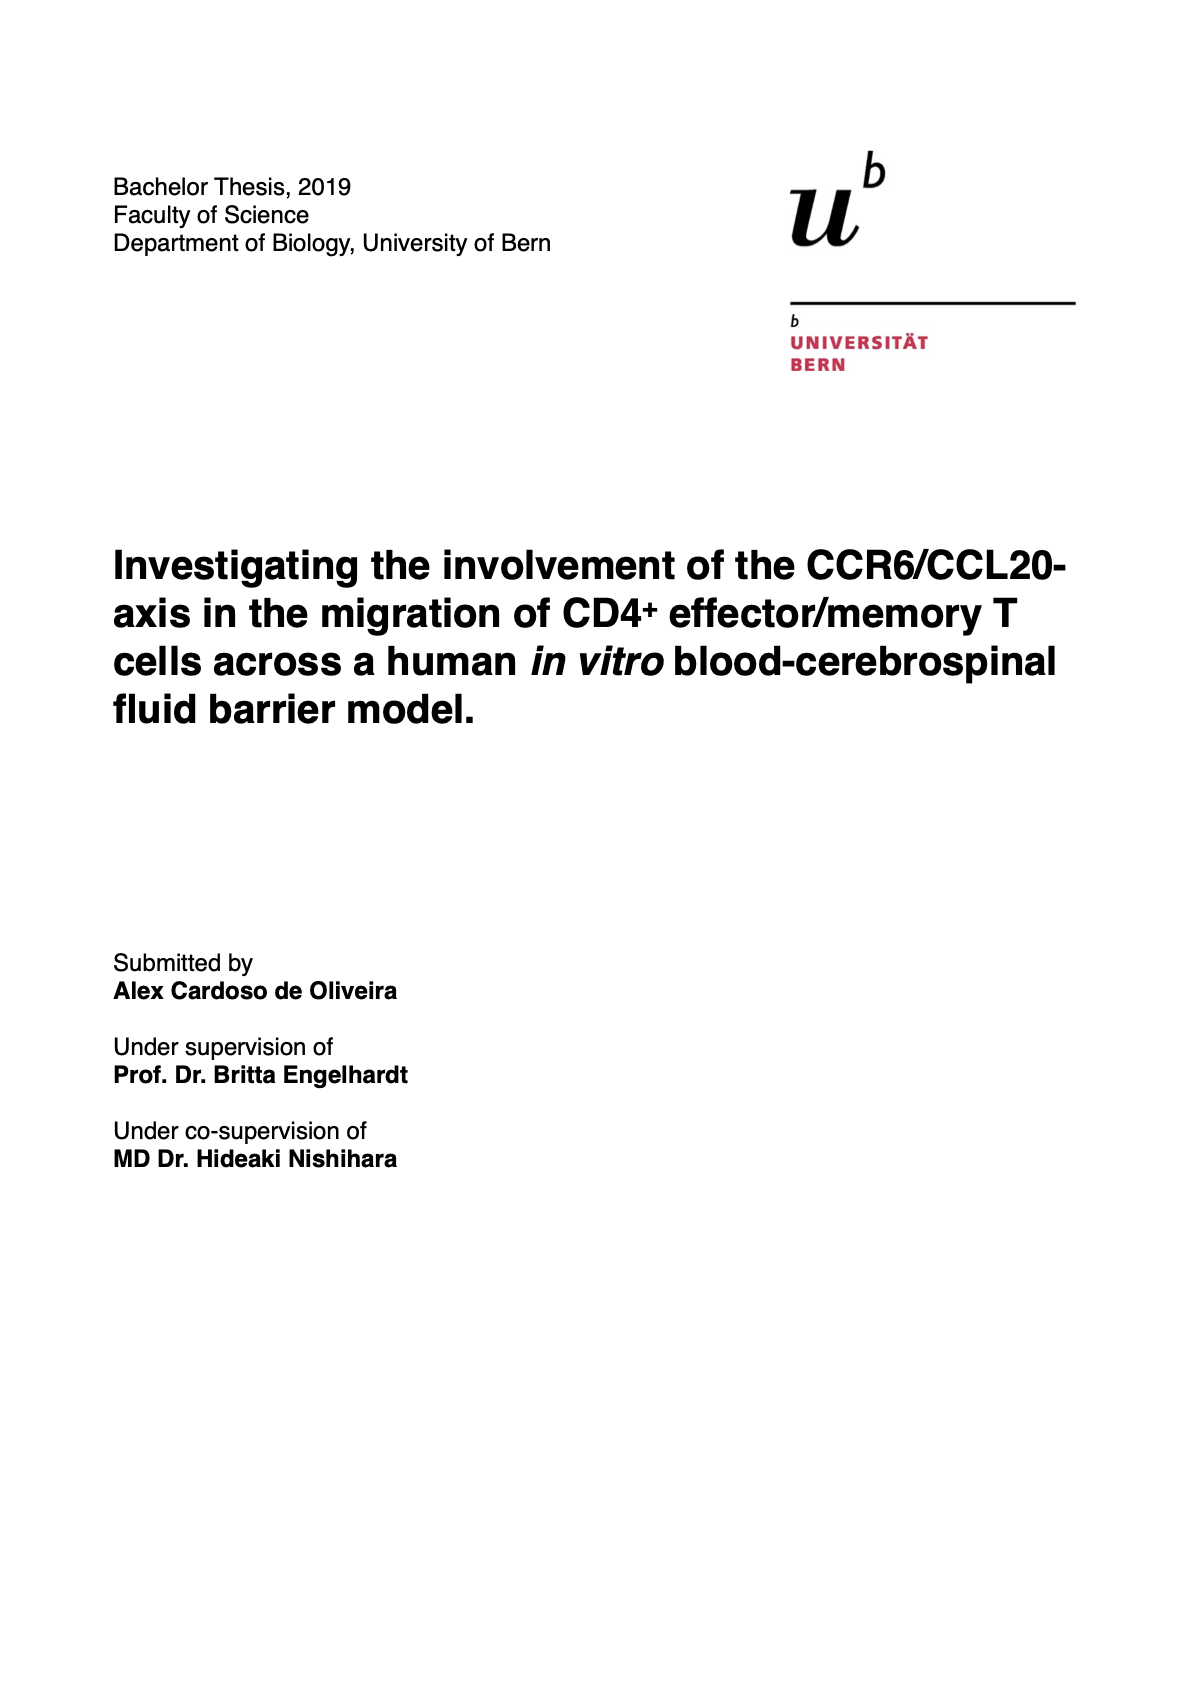 Bachelor Thesis, 2019
Faculty of Science
Department of Biology, University of Bern
u^b
b
UNIVERSITÄT
BERN
Investigating the involvement of the CCR6/CCL20-
axis in the migration of CD4⁺ effector/memory T
cells across a human in vitro blood-cerebrospinal
fluid barrier model.
Submitted by
Alex Cardoso de Oliveira
Under supervision of
Prof. Dr. Britta Engelhardt
Under co-supervision of
MD Dr. Hideaki Nishihara